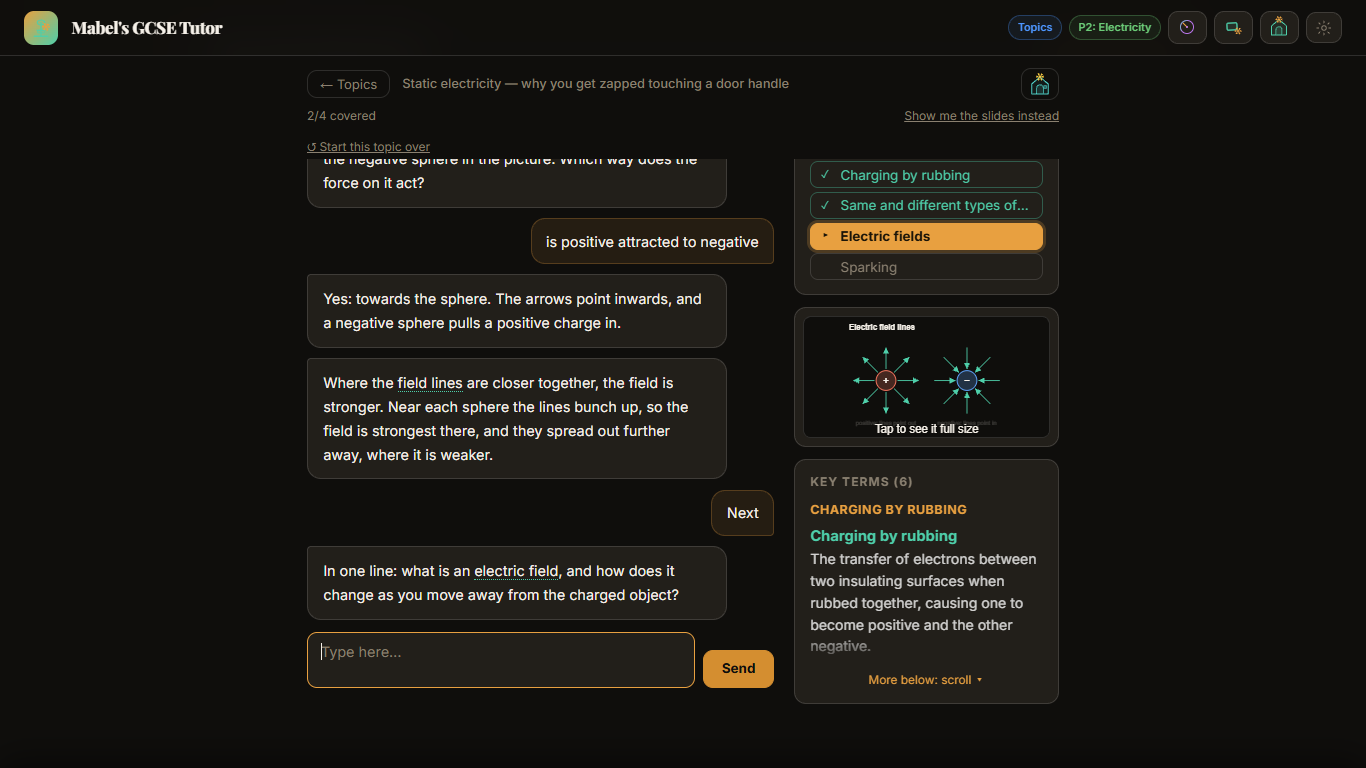 Mabel's GCSE Tutor
Topics
P2: Electricity
← Topics
Static electricity — why you get zapped touching a door handle
2/4 covered
Show me the slides instead
↺ Start this topic over
the negative sphere in the picture. Which way does the
force on it act?
is positive attracted to negative
Yes: towards the sphere. The arrows point inwards, and
a negative sphere pulls a positive charge in.
Where the field lines are closer together, the field is
stronger. Near each sphere the lines bunch up, so the
field is strongest there, and they spread out further
away, where it is weaker.
Next
In one line: what is an electric field, and how does it
change as you move away from the charged object?
Type here...
Send
✓ Charging by rubbing
✓ Same and different types of...
▸ Electric fields
Sparking
Electric field lines
+ −
Tap to see it full size
KEY TERMS (6)
CHARGING BY RUBBING
Charging by rubbing
The transfer of electrons between
two insulating surfaces when
rubbed together, causing one to
become positive and the other
negative.
More below: scroll ▾